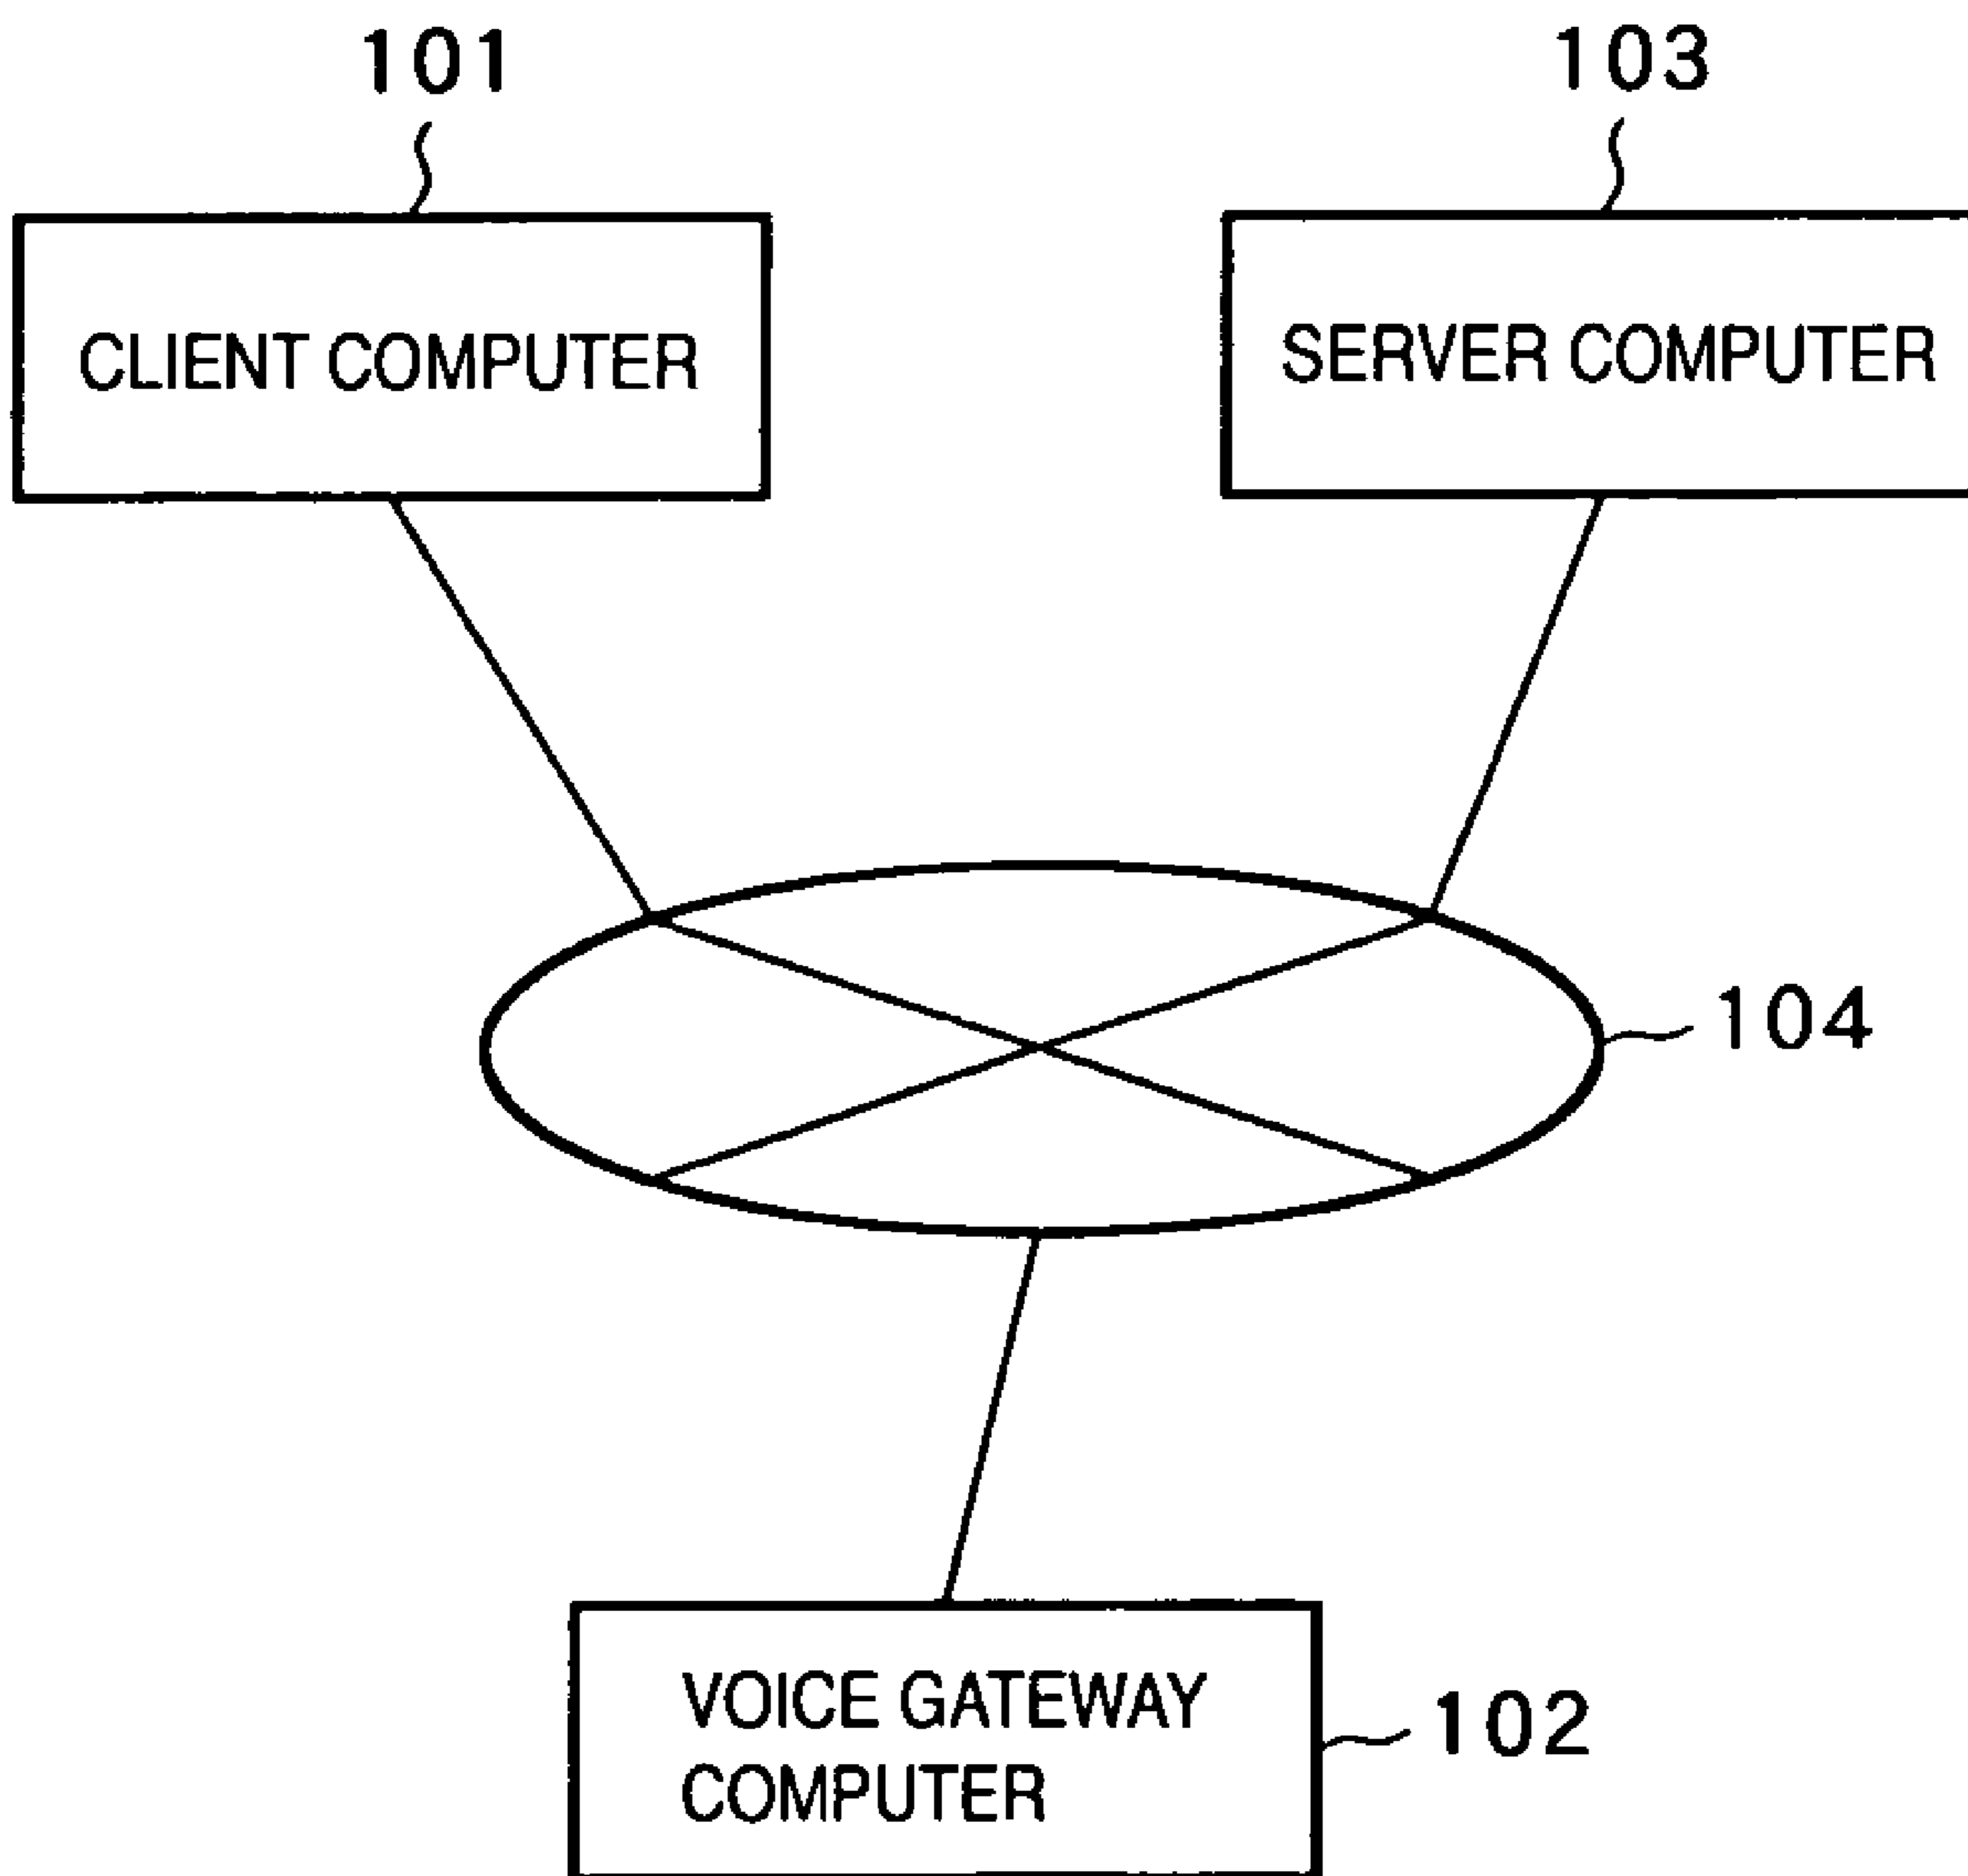 101
103
CLIENT COMPUTER
SERVER COMPUTER
104
VOICE GATEWAY
COMPUTER
102